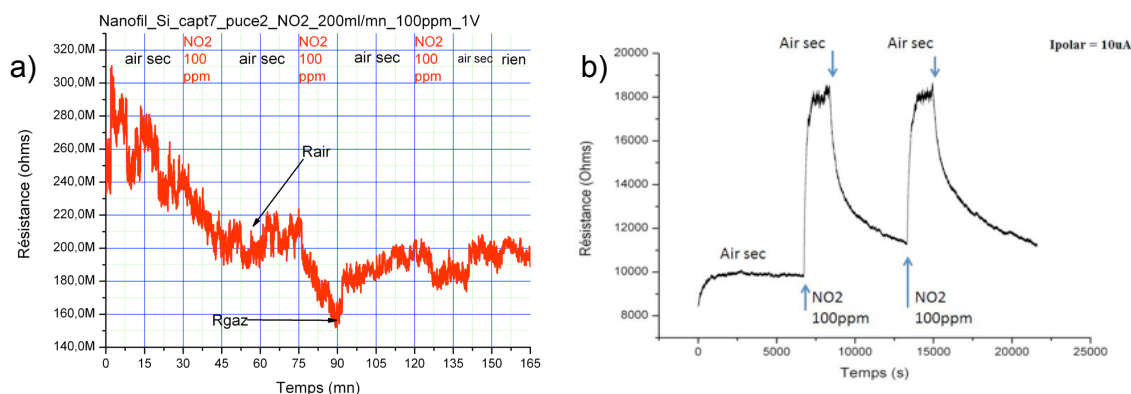 Nanofil_Si_capt7_puce2_NO2_200ml/mn_100ppm_1V
a)
320,0M
300,0M
280,0M
260,0M
240,0M
220,0M
200,0M
180,0M
160,0M
140,0M
Résistance (ohms)
air sec
NO2
100
ppm
air sec
NO2
100
ppm
air sec
NO2
100
ppm
air sec
rien
Rair
Rgaz
0 15 30 45 60 75 90 105 120 135 150 165
Temps (mn)
b)
Air sec
Air sec
Ipolar = 10uA
20000
18000
16000
14000
12000
10000
8000
Résistance (Ohms)
Air sec
NO2
100ppm
NO2
100ppm
0 5000 10000 15000 20000 25000
Temps (s)